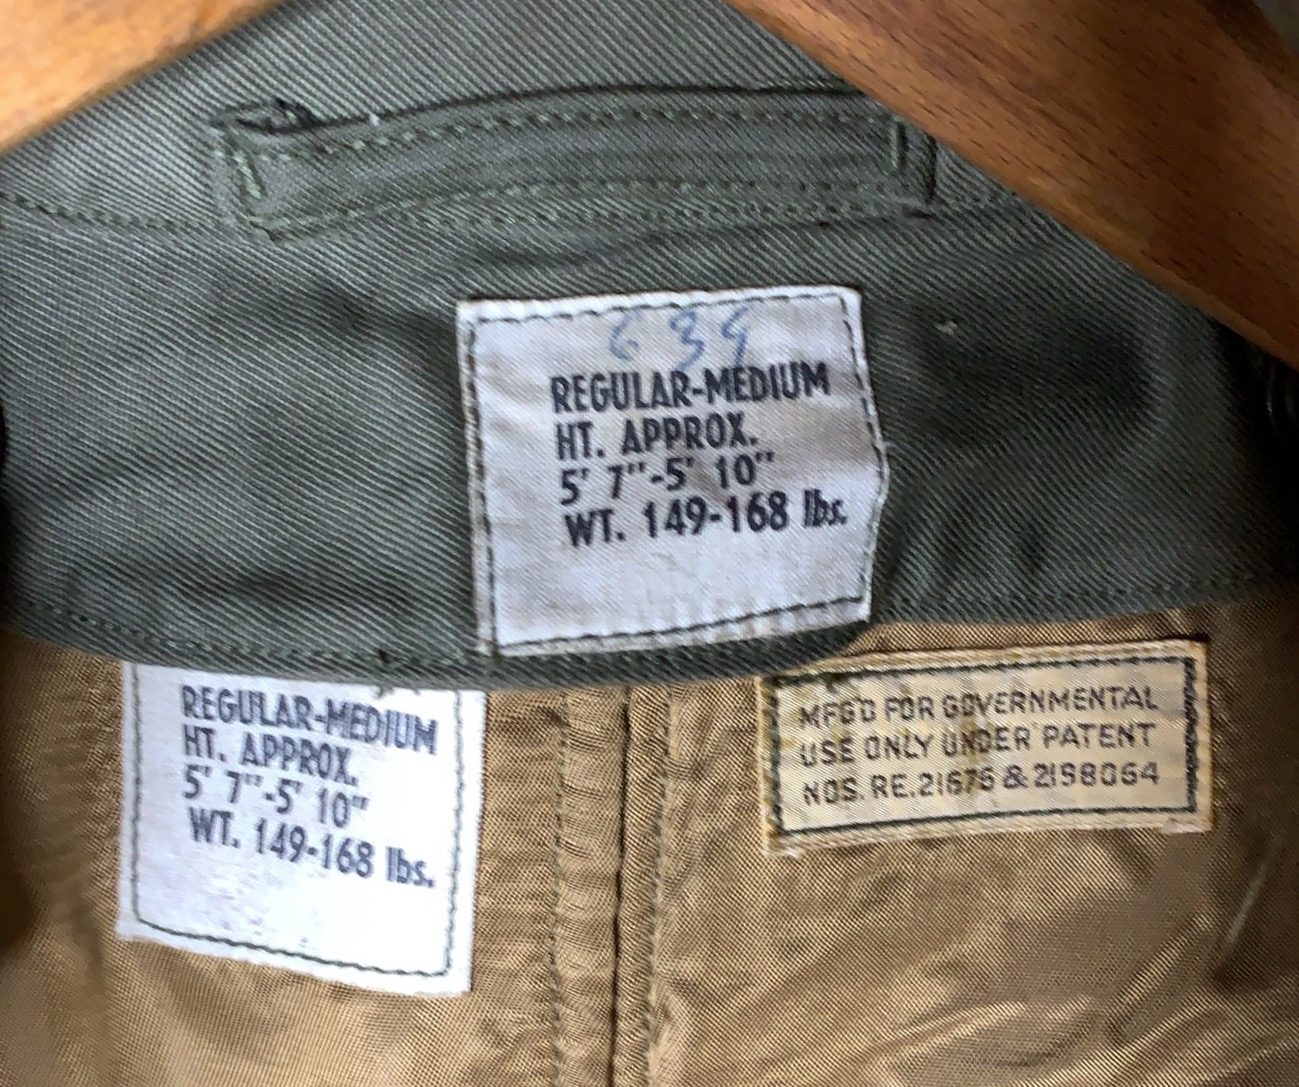 639
REGULAR-MEDIUM
HT. APPROX.
5' 7"-5' 10"
WT. 149-168 lbs.
REGULAR-MEDIUM
HT. APPROX.
5' 7"-5' 10"
WT. 149-168 lbs.
MFG'D FOR GOVERNMENTAL
USE ONLY UNDER PATENT
NOS. RE. 21676 & 2198064